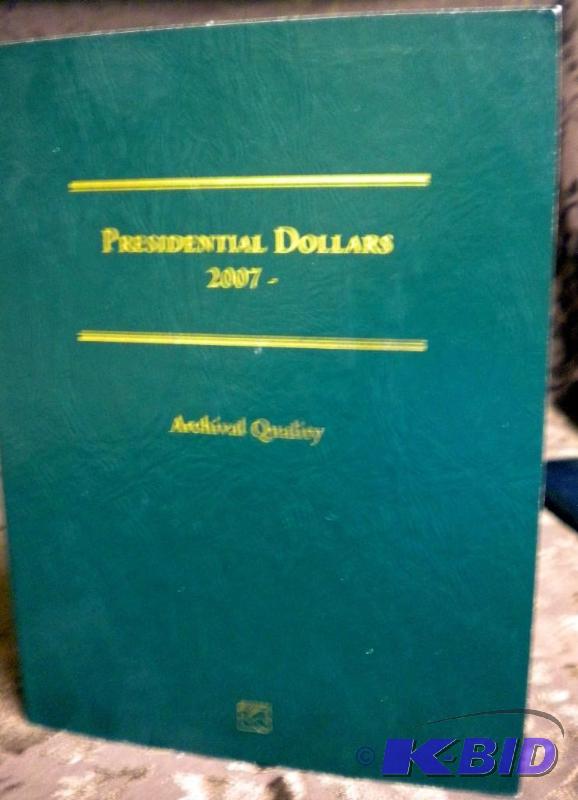 PRESIDENTIAL DOLLARS
2007 -
Archival Quality
© K-BID